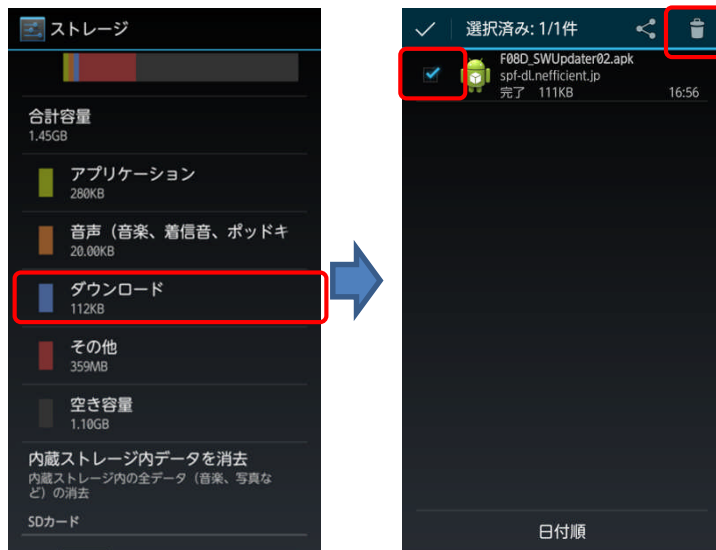 ストレージ
合計容量
1.45GB
アプリケーション
280KB
音声（音楽、着信音、ポッドキ
20.00KB
ダウンロード
112KB
その他
359MB
空き容量
1.10GB
内蔵ストレージ内データを消去
内蔵ストレージ内の全データ（音楽、写真な
ど）の消去
SDカード
選択済み: 1/1件
F08D_SWUpdater02.apk
spf-dl.nefficient.jp
完了 111KB 16:56
日付順